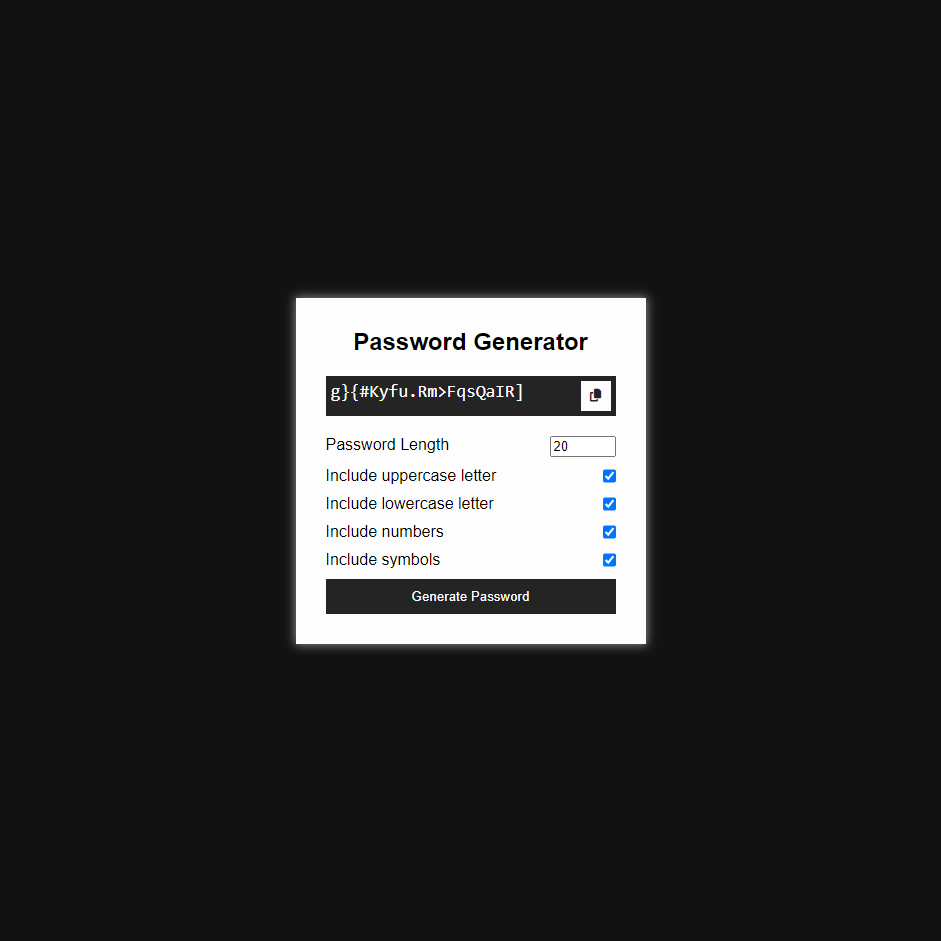 Password Generator
g}{#Kyfu.Rm>FqsQaIR]
Password Length 20
Include uppercase letter
Include lowercase letter
Include numbers
Include symbols
Generate Password